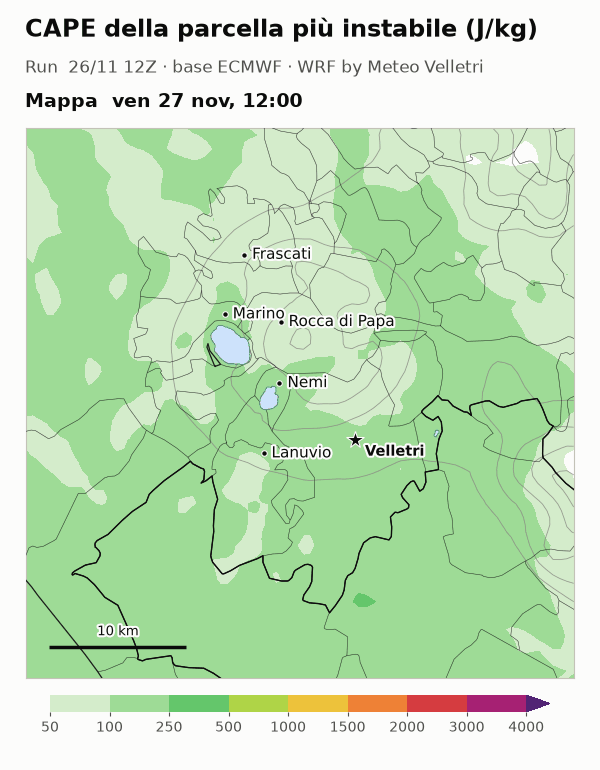 CAPE della parcella più instabile (J/kg)
Run  26/11 12Z · base ECMWF · WRF by Meteo Velletri
Mappa  ven 27 nov, 12:00
Frascati
Marino
Rocca di Papa
Nemi
Velletri
Lanuvio
10 km
50 100 250 500 1000 1500 2000 3000 4000